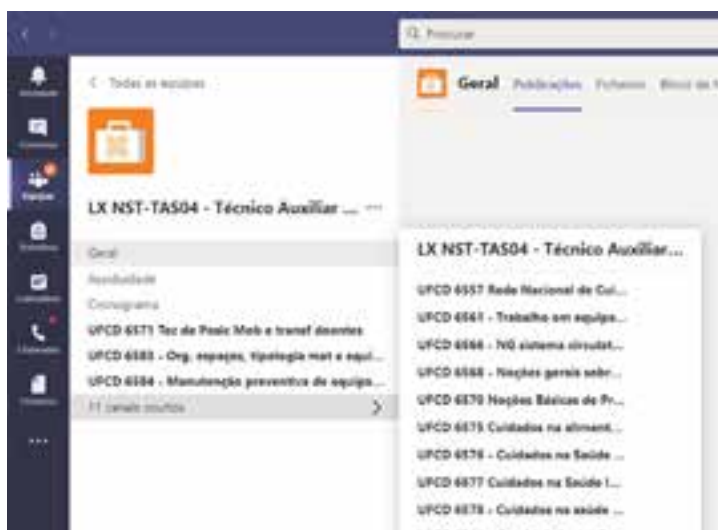 Procurar
Todas as equipas
Geral Publicações Ficheiros
LX NST-TAS04 - Técnico Auxiliar ...
Geral
Assiduidade
Cronograma
UFCD 6571 Tec de Posic Mob e transf doentes
UFCD 6583 - Org. espaços, tipologia mat e equi...
UFCD 6584 - Manutenção preventiva de equipa...
11 canais ocultos
LX NST-TAS04 - Técnico Auxiliar...
UFCD 6557 Rede Nacional de Cui...
UFCD 6561 - Trabalho em equipa...
UFCD 6566 - NG sistema circulat...
UFCD 6568 - Noções gerais sobr...
UFCD 6570 Noções Básicas de Pr...
UFCD 6575 Cuidados na aliment...
UFCD 6576 - Cuidados na Saúde ...
UFCD 6577 Cuidados na Saúde I...
UFCD 6578 - Cuidados na saúde ...